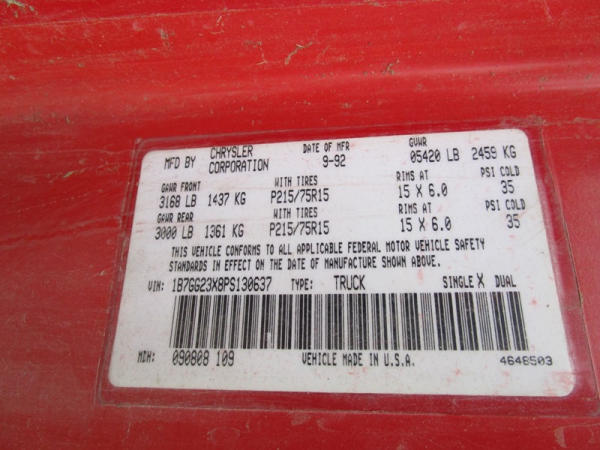 MFD BY CHRYSLER CORPORATION DATE OF MFR 9-92 GVWR 05420 LB 2459 KG
GAWR FRONT WITH TIRES RIMS AT PSI COLD
3168 LB 1437 KG P215/75R15 15 X 6.0 35
GAWR REAR WITH TIRES RIMS AT PSI COLD
3000 LB 1361 KG P215/75R15 15 X 6.0 35
THIS VEHICLE CONFORMS TO ALL APPLICABLE FEDERAL MOTOR VEHICLE SAFETY
STANDARDS IN EFFECT ON THE DATE OF MANUFACTURE SHOWN ABOVE.
VIN: 1B7GG23X8PS130637 TYPE: TRUCK SINGLE X DUAL
MDH: 090808 109 VEHICLE MADE IN U.S.A. 4648503